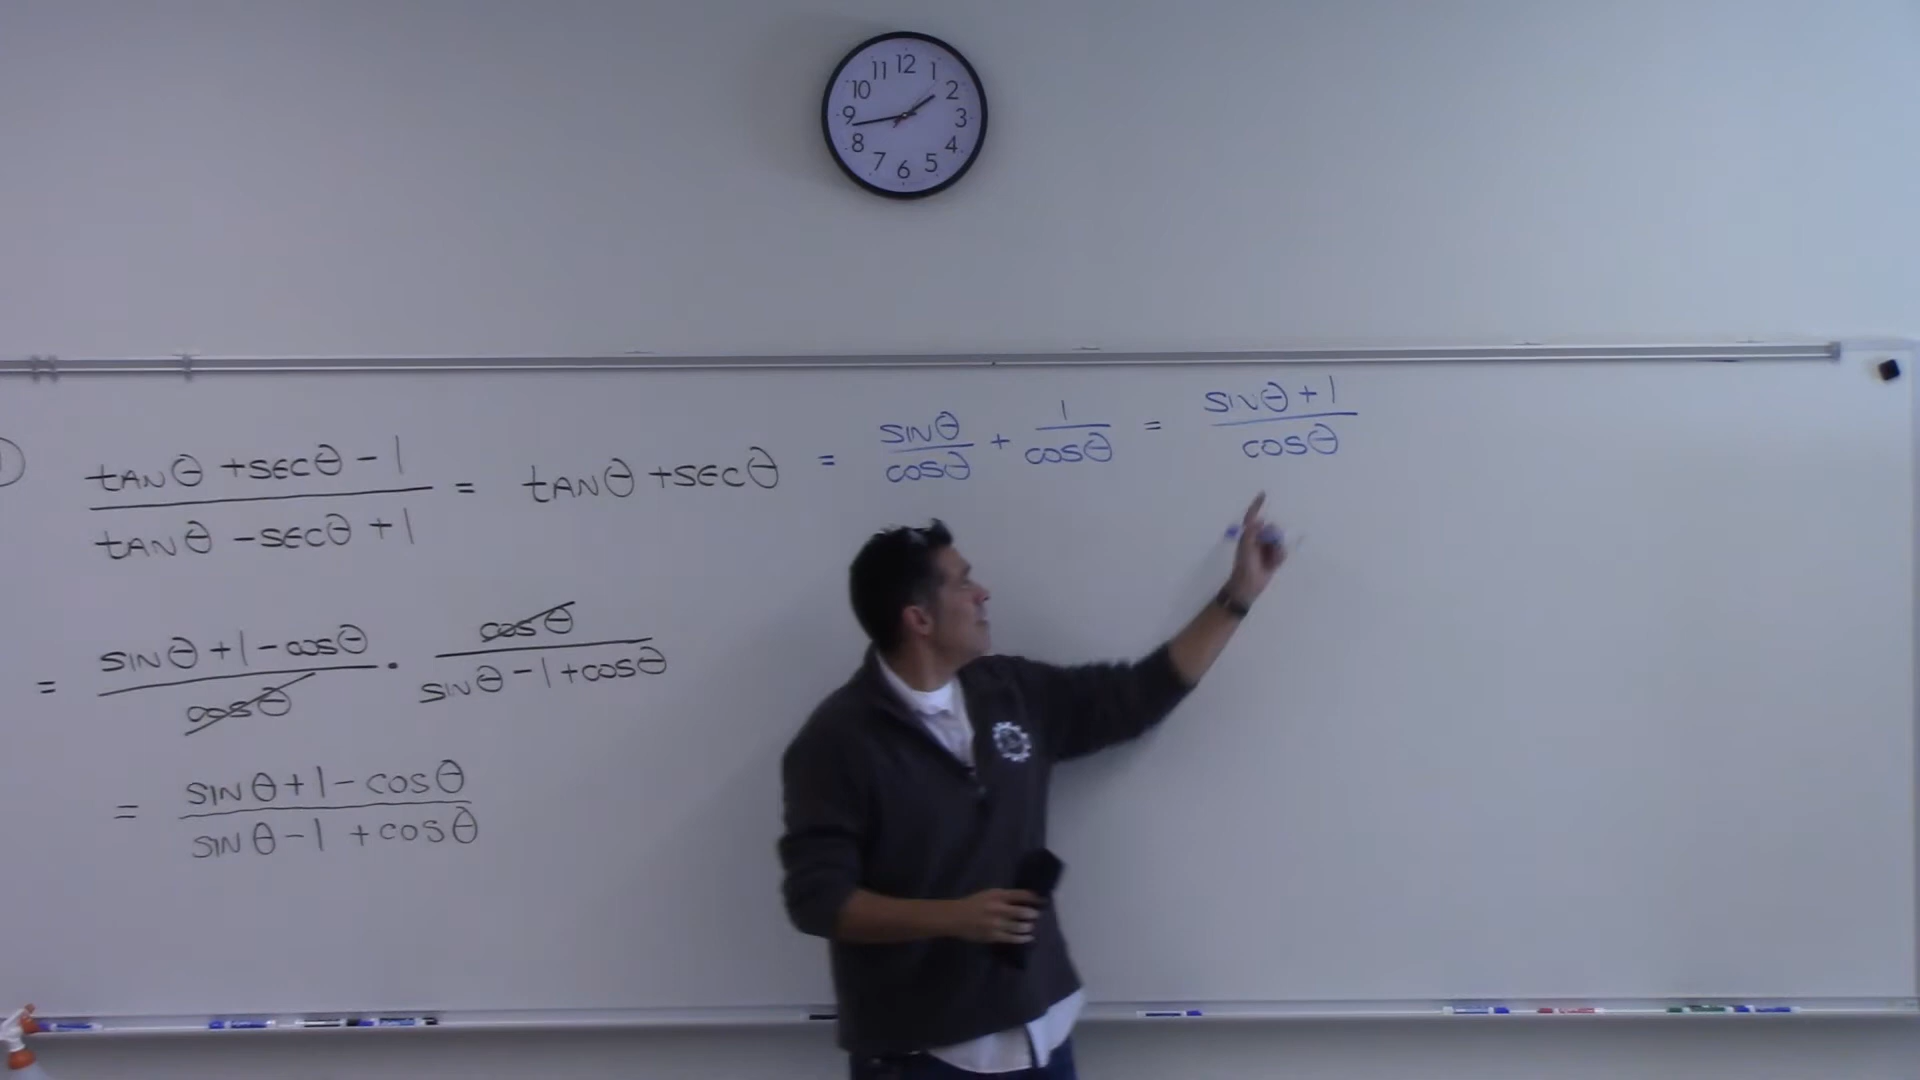 12
11 1
10 2
9 3
8 4
7 5
6
(tanθ + secθ - 1)/(tanθ - secθ + 1) = tanθ + secθ = sinθ/cosθ + 1/cosθ = (sinθ + 1)/cosθ
= (sinθ + 1 - cosθ)/cosθ · cosθ/(sinθ - 1 + cosθ)
= (sinθ + 1 - cosθ)/(sinθ - 1 + cosθ)